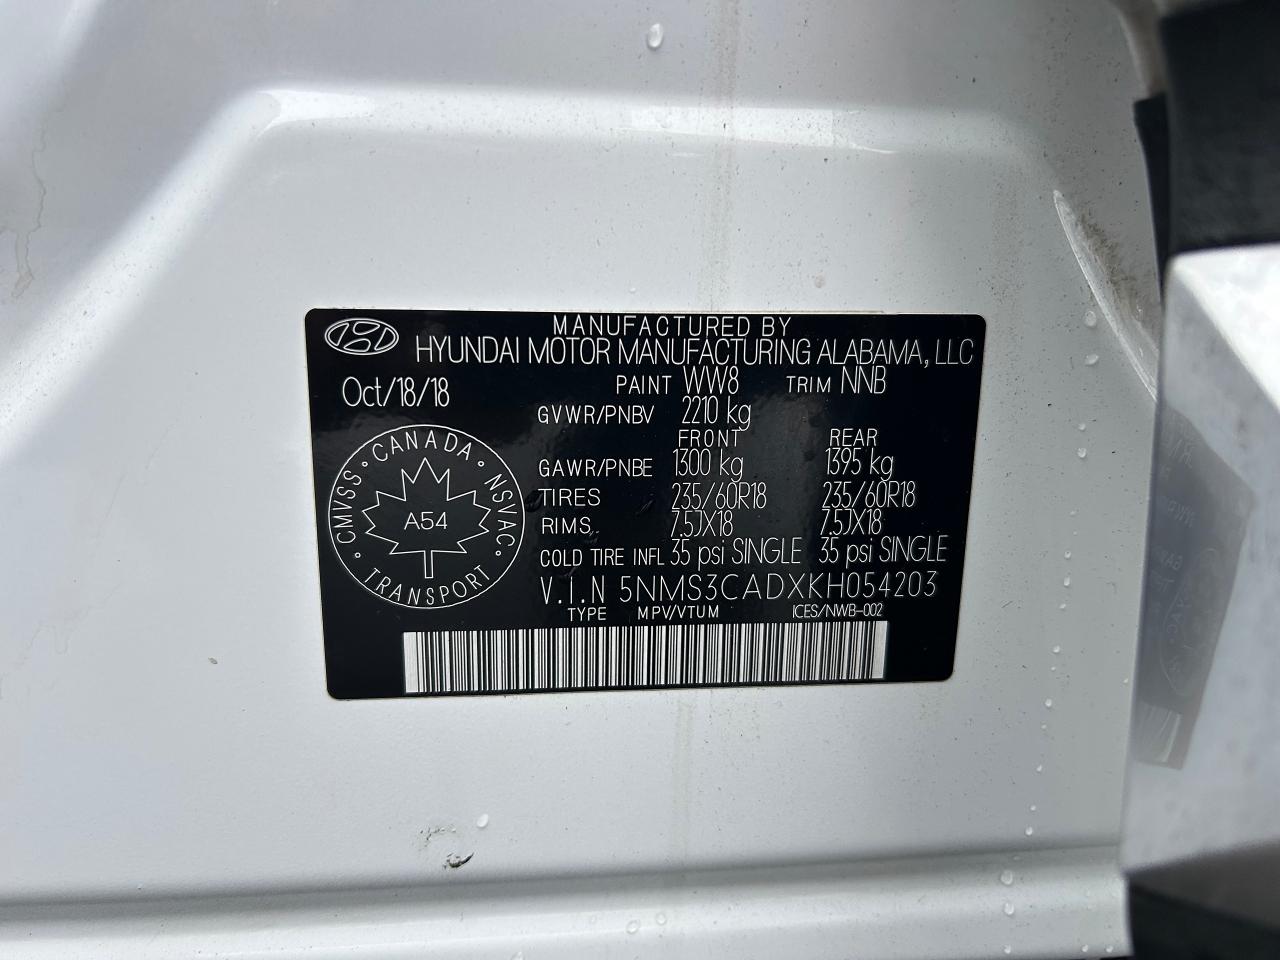 MANUFACTURED BY
HYUNDAI MOTOR MANUFACTURING ALABAMA, LLC
Oct/18/18
PAINT WW8 TRIM NNB
GVWR/PNBV 2210 kg
FRONT REAR
GAWR/PNBE 1300 kg 1395 kg
TIRES 235/60R18 235/60R18
RIMS 7.5JX18 7.5JX18
COLD TIRE INFL 35 psi SINGLE 35 psi SINGLE
V.I.N 5NMS3CADXKH054203
TYPE MPV/VTUM ICES/NWB-002
CMVSS • CANADA • NSVAC •
A54
TRANSPORT